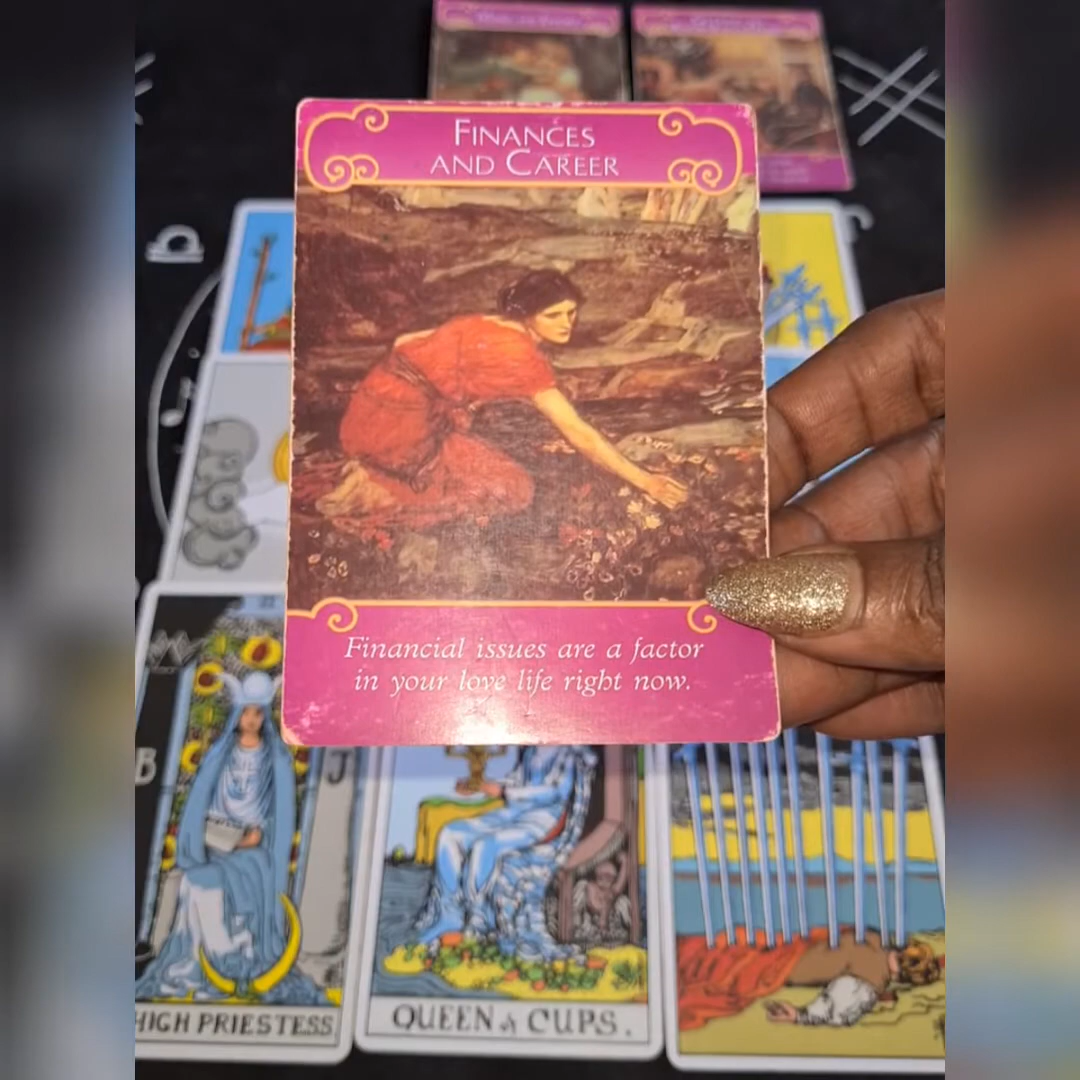 FINANCES
AND CAREER
Financial issues are a factor
in your love life right now.
B
J
HIGH PRIESTESS
QUEEN of CUPS.